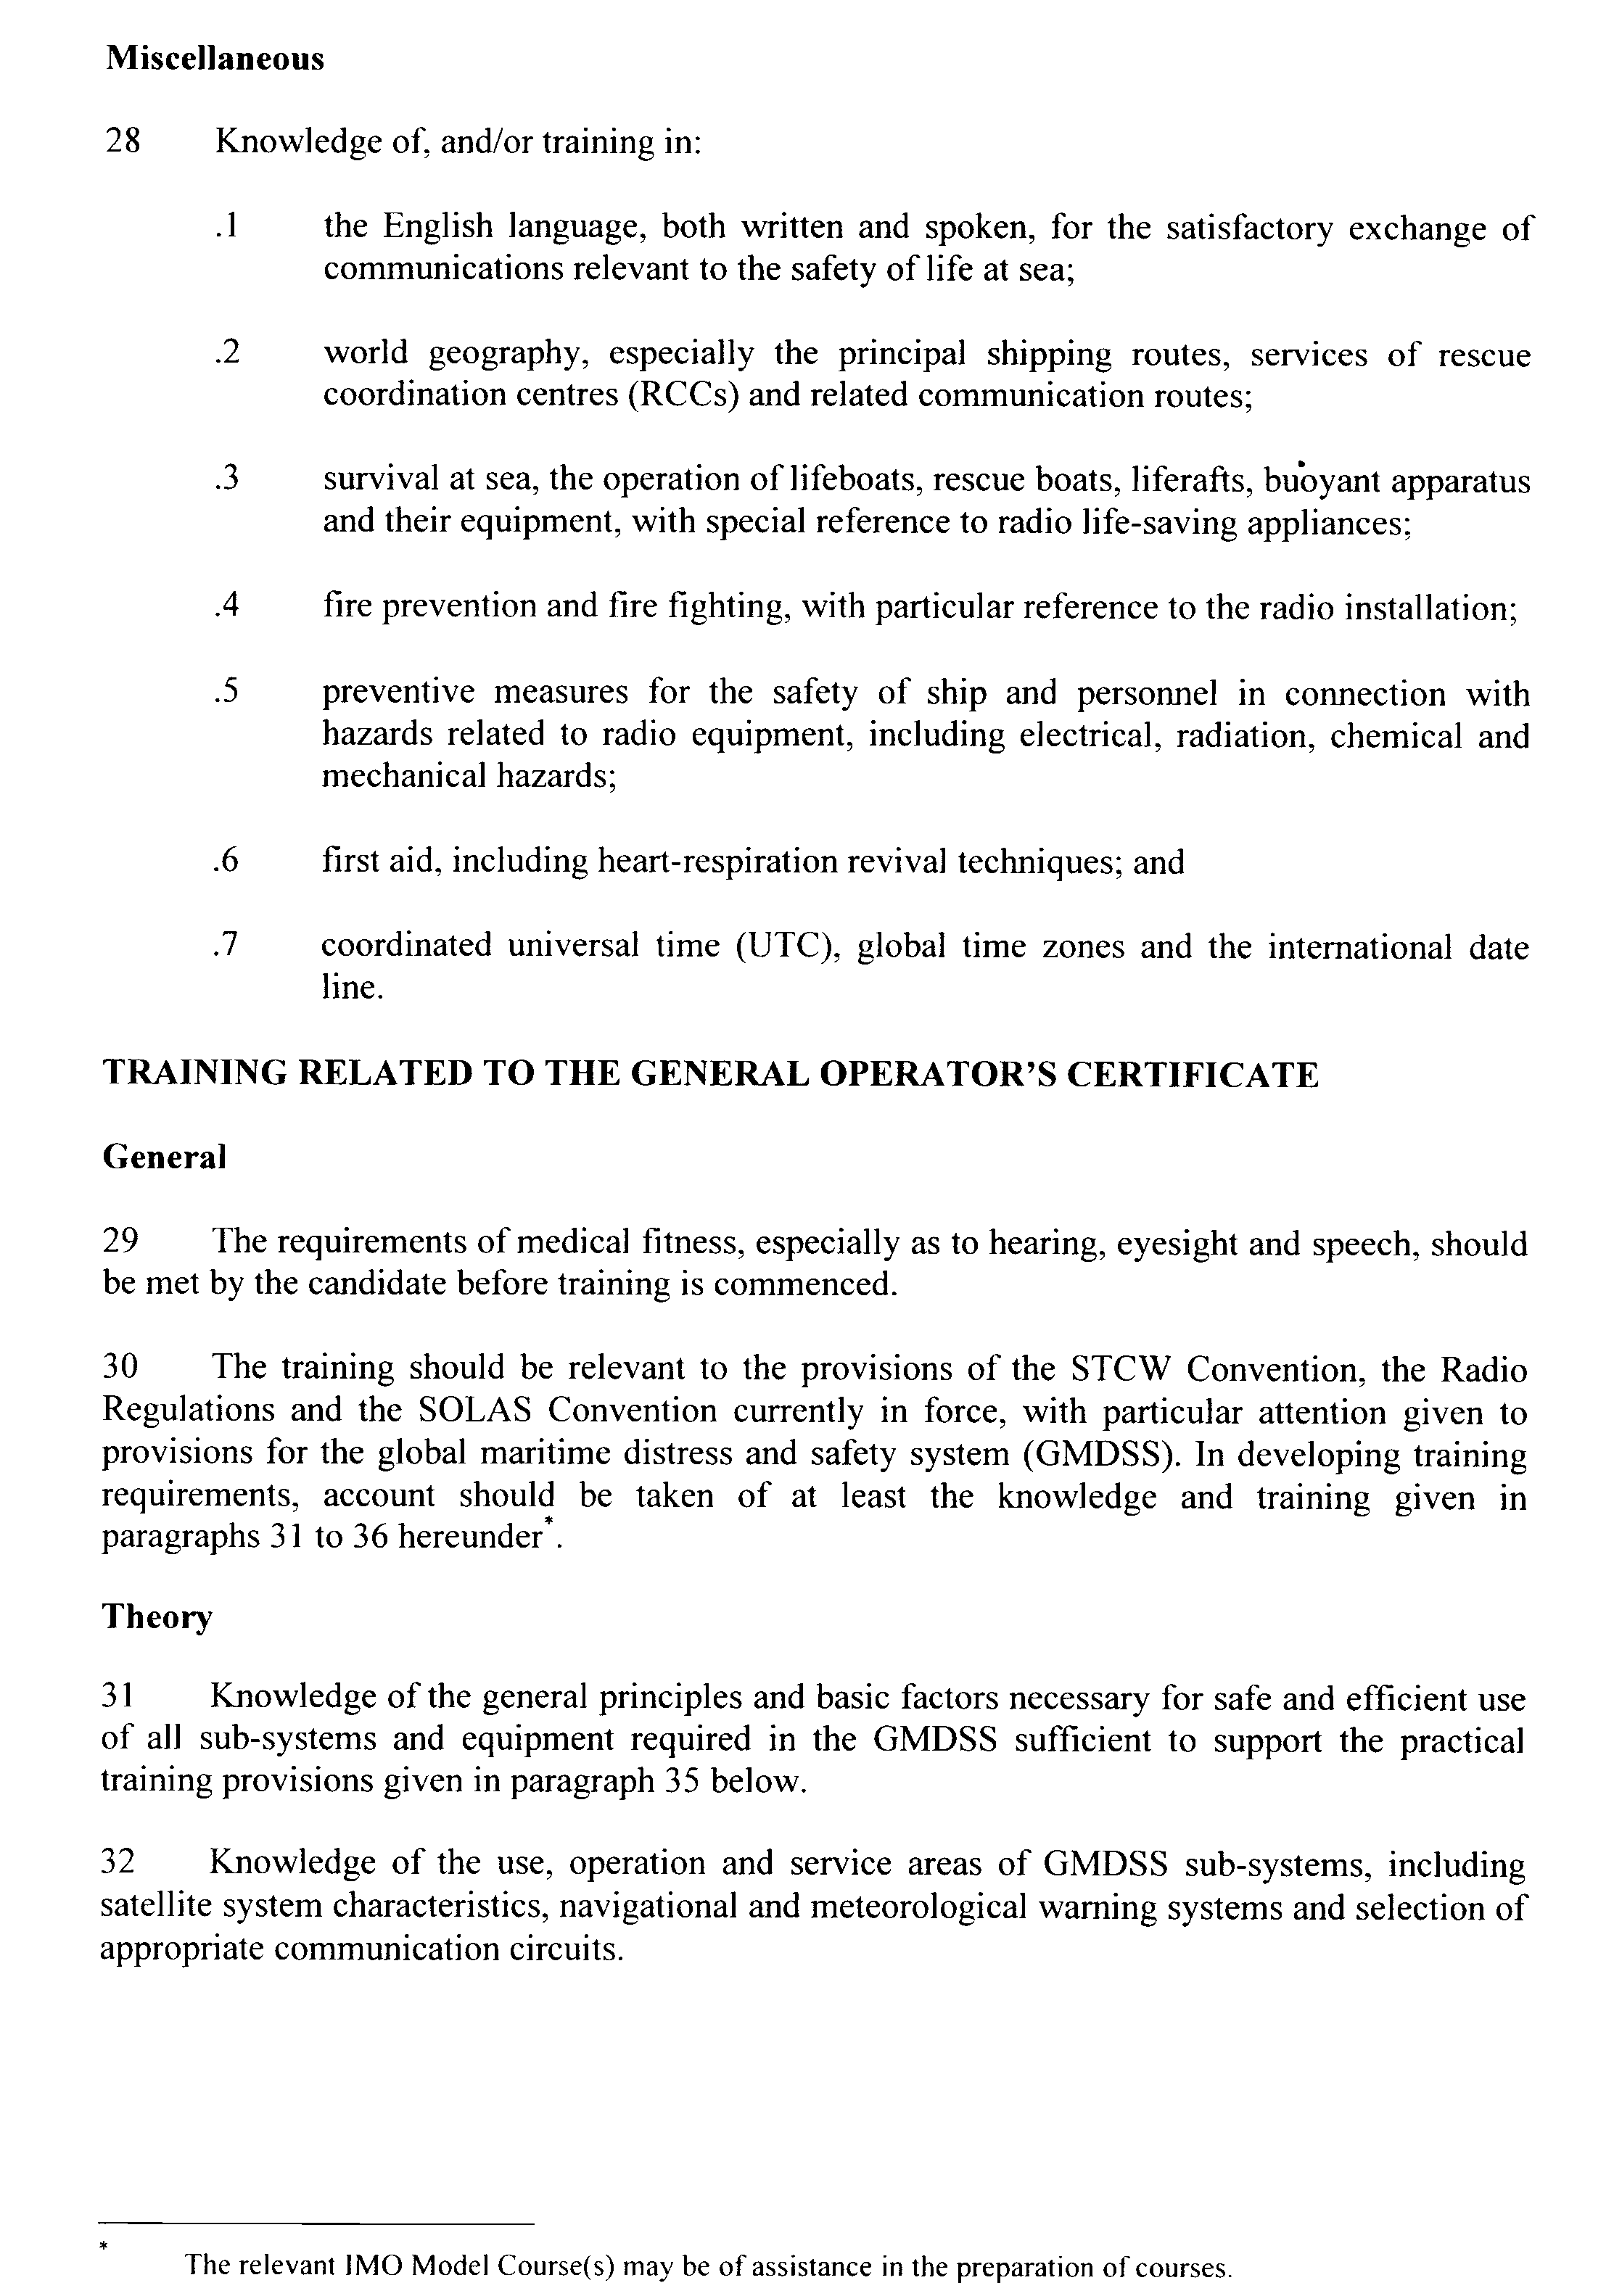 Miscellaneous
28 Knowledge of, and/or training in:
.1 the English language, both written and spoken, for the satisfactory exchange of
communications relevant to the safety of life at sea;
.2 world geography, especially the principal shipping routes, services of rescue
coordination centres (RCCs) and related communication routes;
.3 survival at sea, the operation of lifeboats, rescue boats, liferafts, buoyant apparatus
and their equipment, with special reference to radio life-saving appliances;
.4 fire prevention and fire fighting, with particular reference to the radio installation;
.5 preventive measures for the safety of ship and personnel in connection with
hazards related to radio equipment, including electrical, radiation, chemical and
mechanical hazards;
.6 first aid, including heart-respiration revival techniques; and
.7 coordinated universal time (UTC), global time zones and the international date
line.
TRAINING RELATED TO THE GENERAL OPERATOR'S CERTIFICATE
General
29 The requirements of medical fitness, especially as to hearing, eyesight and speech, should
be met by the candidate before training is commenced.
30 The training should be relevant to the provisions of the STCW Convention, the Radio
Regulations and the SOLAS Convention currently in force, with particular attention given to
provisions for the global maritime distress and safety system (GMDSS). In developing training
requirements, account should be taken of at least the knowledge and training given in
paragraphs 31 to 36 hereunder*.
Theory
31 Knowledge of the general principles and basic factors necessary for safe and efficient use
of all sub-systems and equipment required in the GMDSS sufficient to support the practical
training provisions given in paragraph 35 below.
32 Knowledge of the use, operation and service areas of GMDSS sub-systems, including
satellite system characteristics, navigational and meteorological warning systems and selection of
appropriate communication circuits.
* The relevant IMO Model Course(s) may be of assistance in the preparation of courses.